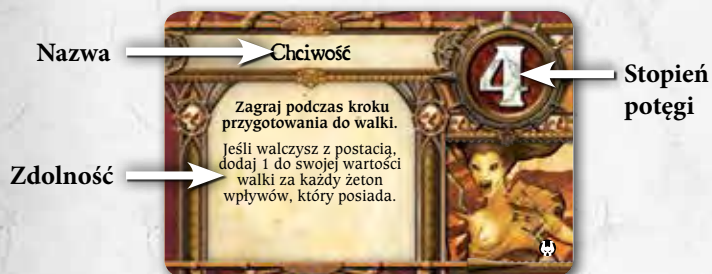 Nazwa
Chciwość
4
Stopień
potęgi
Zagraj podczas kroku
przygotowania do walki.
Jeśli walczysz z postacią,
dodaj 1 do swojej wartości
walki za każdy żeton
wpływów, który posiada.
Zdolność